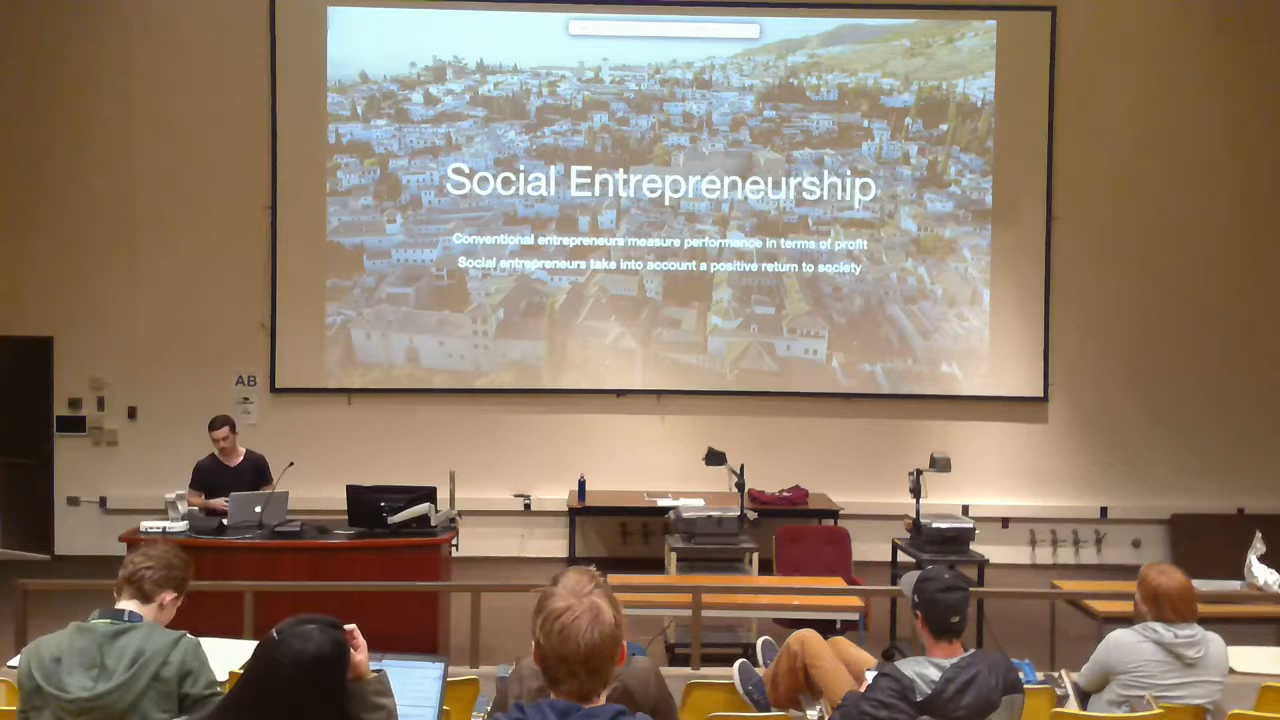 Social Entrepreneurship
Conventional entrepreneurs measure performance in terms of profit
Social entrepreneurs take into account a positive return to society
AB